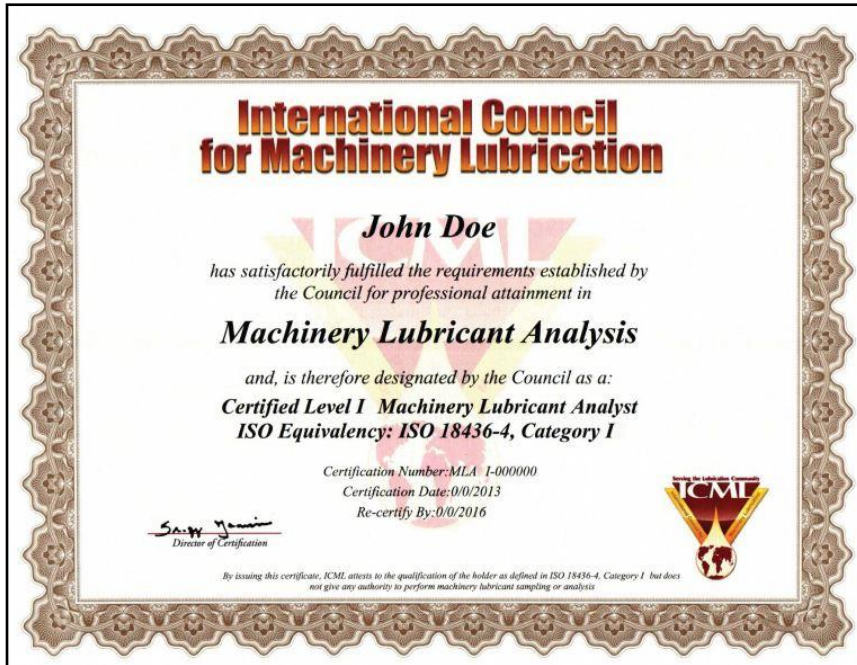 International Council
for Machinery Lubrication
John Doe
has satisfactorily fulfilled the requirements established by
the Council for professional attainment in
Machinery Lubricant Analysis
and, is therefore designated by the Council as a:
Certified Level I Machinery Lubricant Analyst
ISO Equivalency: ISO 18436-4, Category I
Certification Number:MLA I-000000
Certification Date:0/0/2013
Re-certify By:0/0/2016
Director of Certification
Serving the Lubrication Community
ICML
By issuing this certificate, ICML attests to the qualification of the holder as defined in ISO 18436-4, Category I but does
not give any authority to perform machinery lubricant sampling or analysis